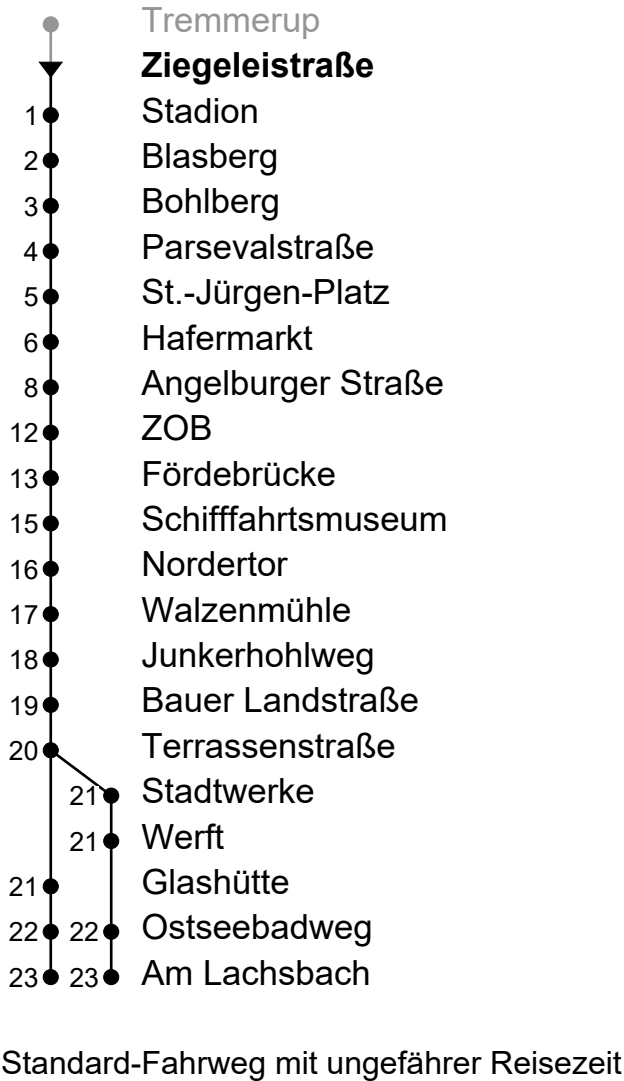 Tremmerup
Ziegeleistraße
1 Stadion
2 Blasberg
3 Bohlberg
4 Parsevalstraße
5 St.-Jürgen-Platz
6 Hafermarkt
8 Angelburger Straße
12 ZOB
13 Fördebrücke
15 Schifffahrtsmuseum
16 Nordertor
17 Walzenmühle
18 Junkerhohlweg
19 Bauer Landstraße
20 Terrassenstraße
21 Stadtwerke
21 Werft
21 Glashütte
22 22 Ostseebadweg
23 23 Am Lachsbach
Standard-Fahrweg mit ungefährer Reisezeit